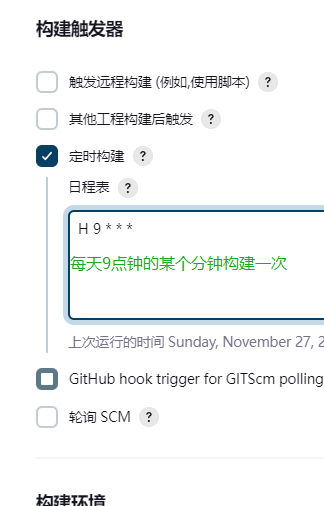 构建触发器
触发远程构建 (例如,使用脚本) ?
其他工程构建后触发 ?
定时构建 ?
日程表 ?
H 9 * * *
每天9点钟的某个分钟构建一次
上次运行的时间 Sunday, November 27, 2
GitHub hook trigger for GITScm polling
轮询 SCM ?
构建环境